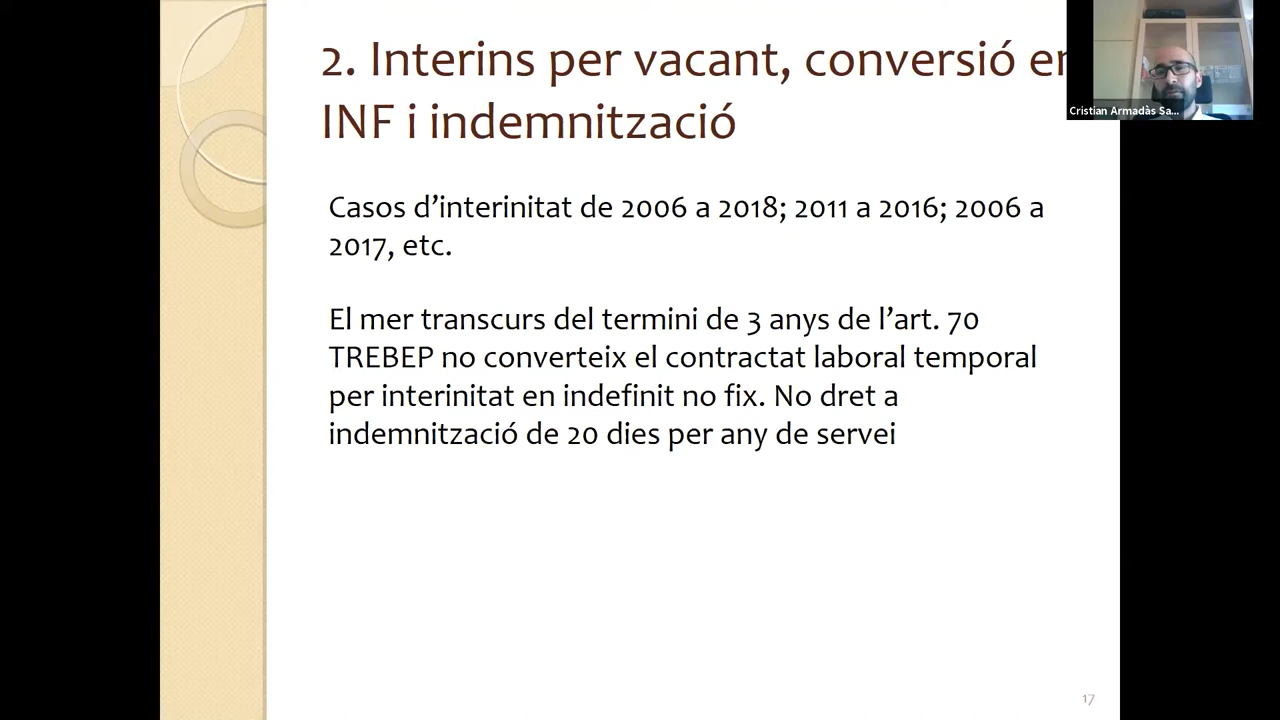 2. Interins per vacant, conversió en
INF i indemnització
Cristian Armadàs Sa...
Casos d’interinitat de 2006 a 2018; 2011 a 2016; 2006 a
2017, etc.
El mer transcurs del termini de 3 anys de l’art. 70
TREBEP no converteix el contractat laboral temporal
per interinitat en indefinit no fix. No dret a
indemnització de 20 dies per any de servei
17